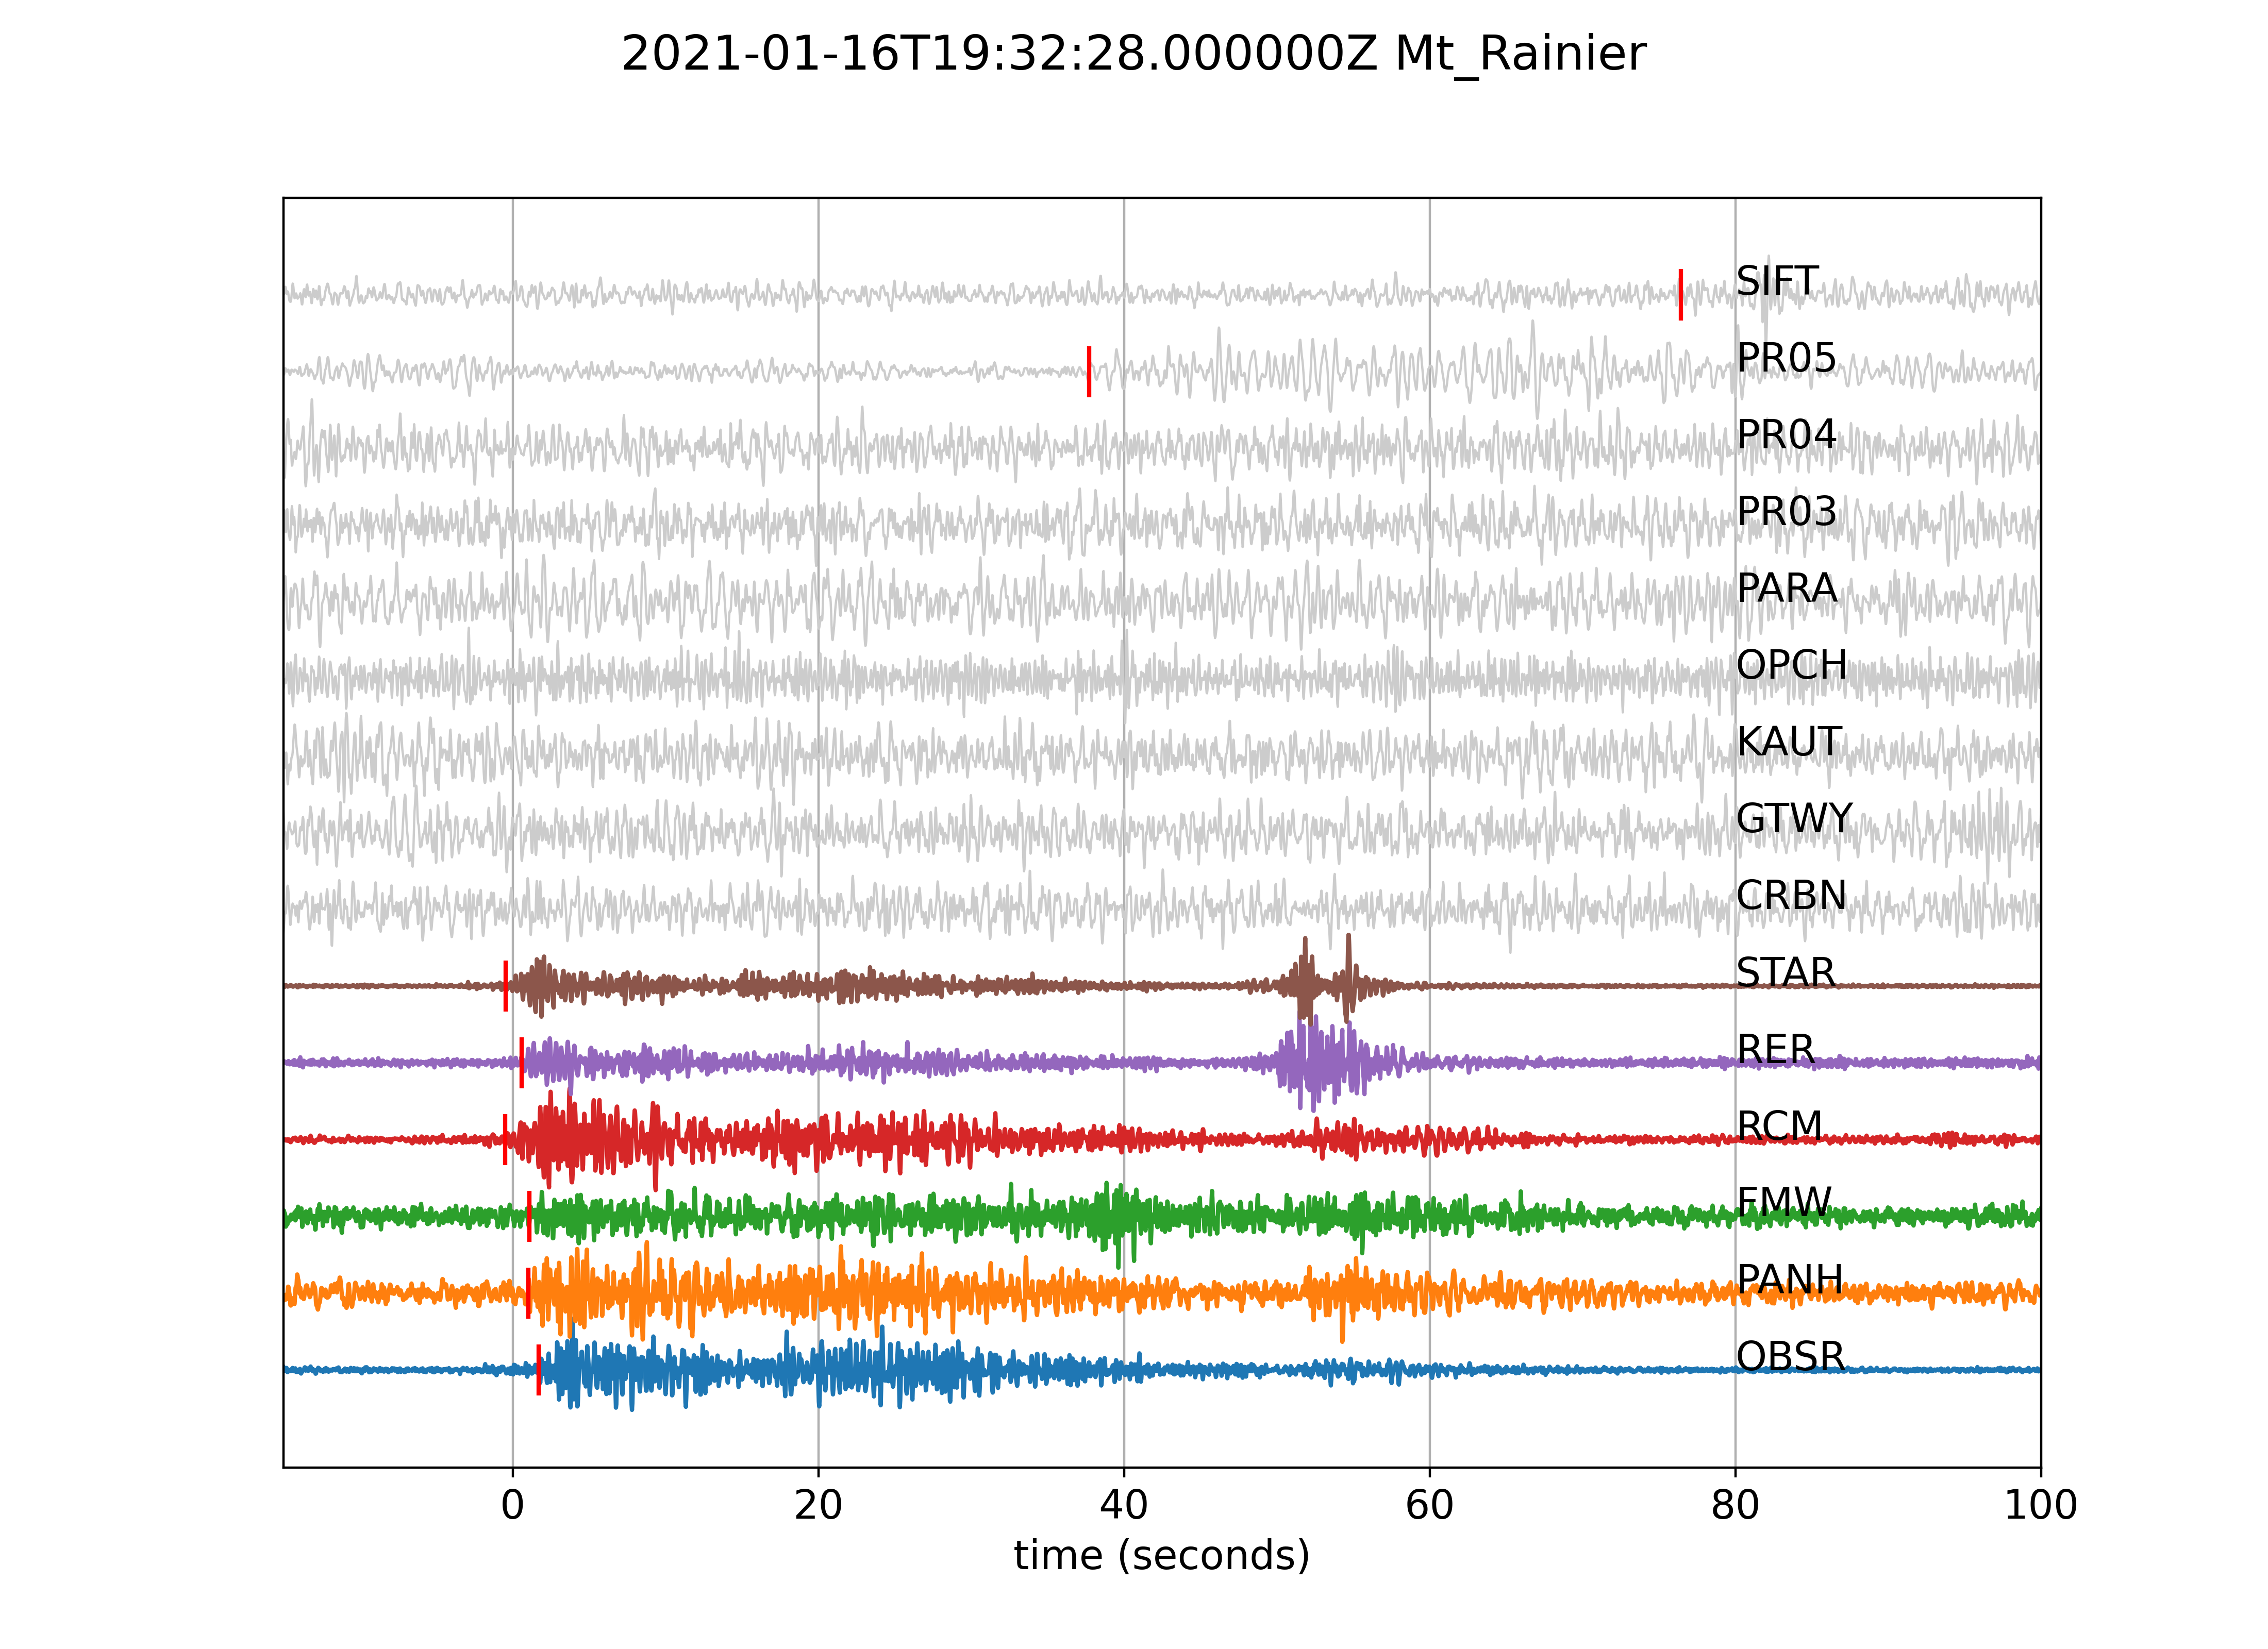 2021-01-16T19:32:28.000000Z Mt_Rainier
SIFT
PR05
PR04
PR03
PARA
OPCH
KAUT
GTWY
CRBN
STAR
RER
RCM
FMW
PANH
OBSR
0 20 40 60 80 100
time (seconds)